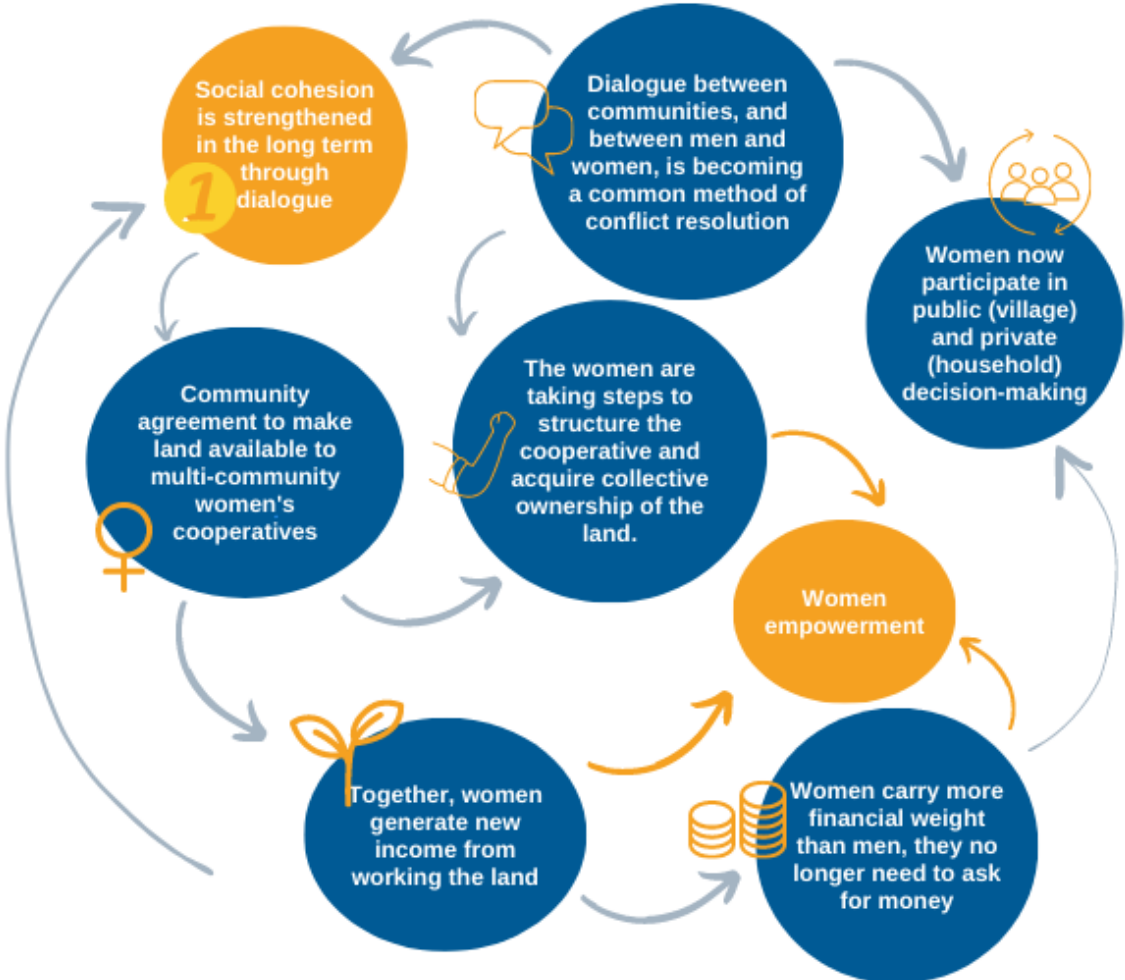 Social cohesion
is strengthened
in the long term
through
dialogue
1
Dialogue between
communities, and
between men and
women, is becoming
a common method of
conflict resolution
Women now
participate in
public (village)
and private
(household)
decision-making
Community
agreement to make
land available to
multi-community
women's
cooperatives
The women are
taking steps to
structure the
cooperative and
acquire collective
ownership of the
land.
Women
empowerment
Together, women
generate new
income from
working the land
Women carry more
financial weight
than men, they no
longer need to ask
for money